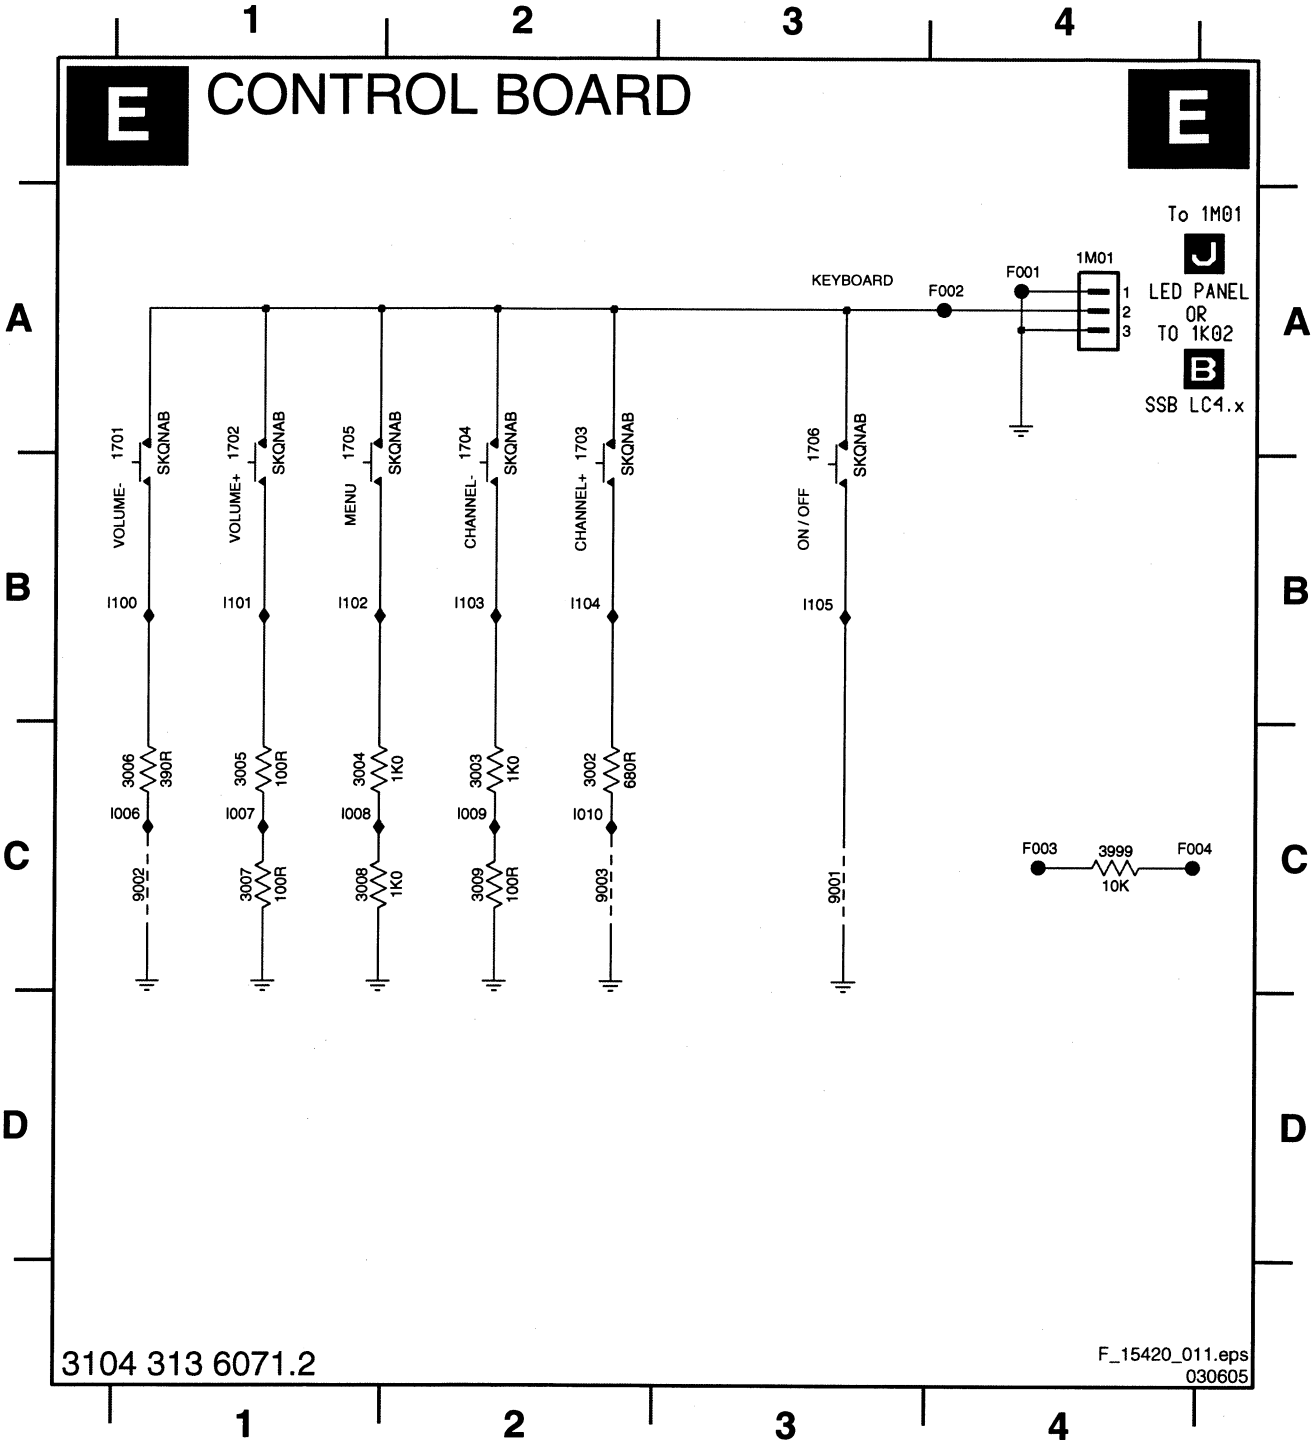 1 2 3 4
E CONTROL BOARD E
To 1M01
J
LED PANEL
OR
TO 1K02
B
SSB LC4.x
A A
KEYBOARD F002 F001 1M01
1
2
3
1701 SKQNAB 1702 SKQNAB 1705 SKQNAB 1704 SKQNAB 1703 SKQNAB 1706 SKQNAB
VOLUME- VOLUME+ MENU CHANNEL- CHANNEL+ ON / OFF
B B
I100 I101 I102 I103 I104 I105
3006 390R 3005 100R 3004 1K0 3003 1K0 3002 680R
I006 I007 I008 I009 I010
C C
9002 3007 100R 3008 1K0 3009 100R 9003 9001
F003 3999 F004
10K
D D
3104 313 6071.2
F_15420_011.eps
030605
1 2 3 4